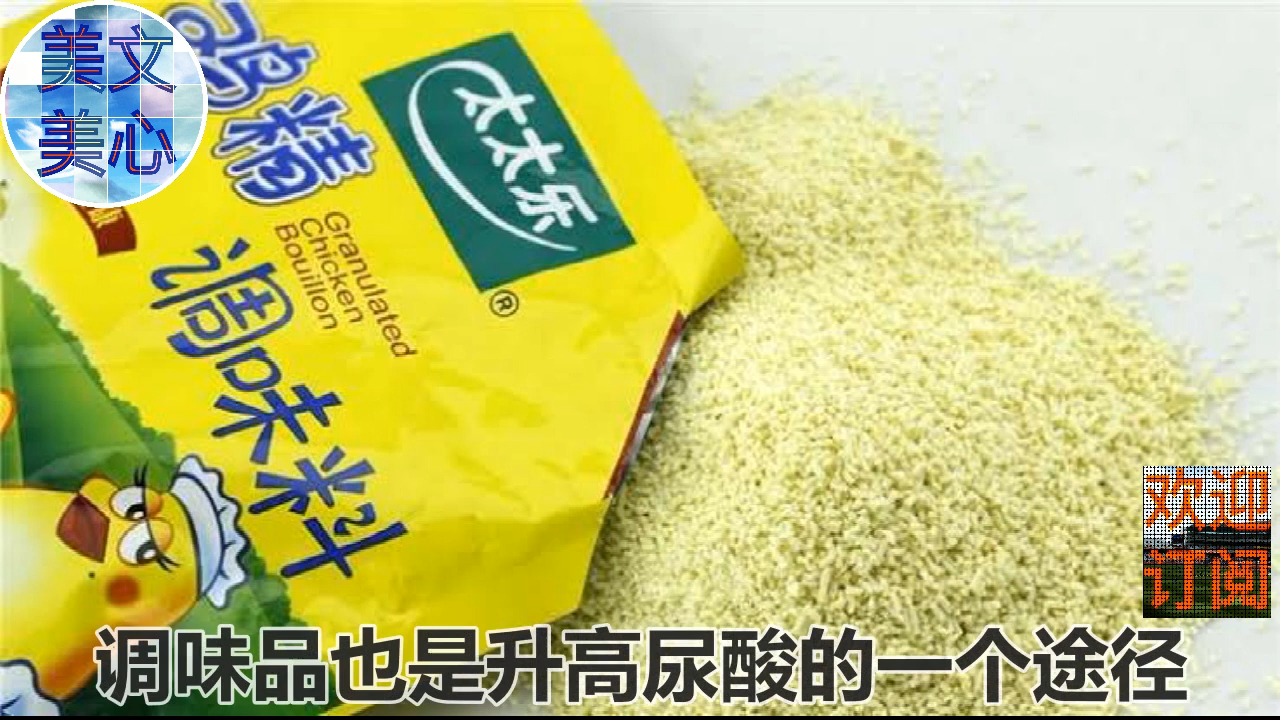 美文
美心
鸡精
太太乐
®
Granulated
Chicken
Bouillon
调味料
欢迎
订阅
调味品也是升高尿酸的一个途径